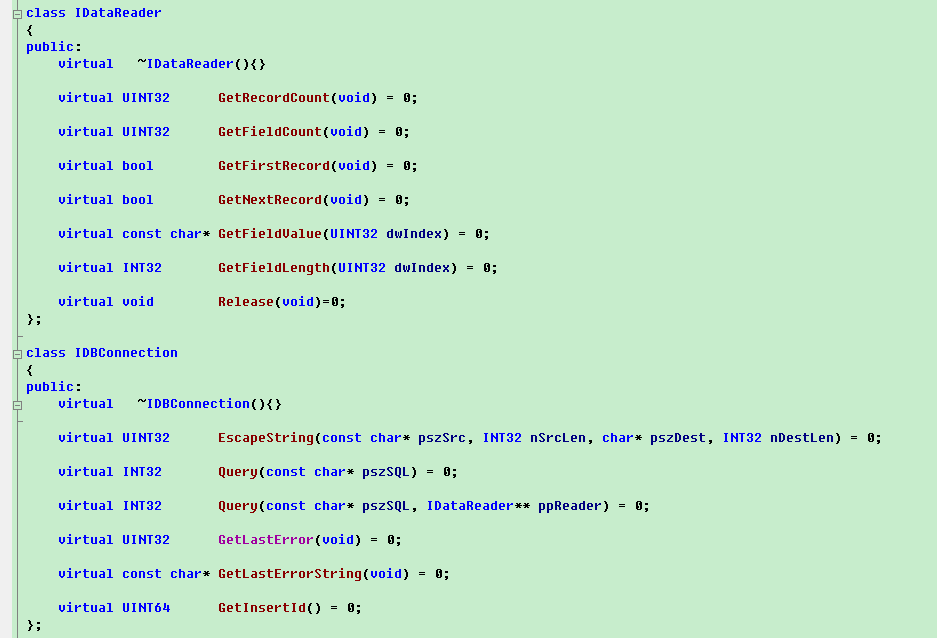 class IDataReader
{
public:
    virtual   ~IDataReader(){}
    virtual UINT32      GetRecordCount(void) = 0;
    virtual UINT32      GetFieldCount(void) = 0;
    virtual bool        GetFirstRecord(void) = 0;
    virtual bool        GetNextRecord(void) = 0;
    virtual const char* GetFieldValue(UINT32 dwIndex) = 0;
    virtual INT32       GetFieldLength(UINT32 dwIndex) = 0;
    virtual void        Release(void)=0;
};
class IDBConnection
{
public:
    virtual   ~IDBConnection(){}
    virtual UINT32      EscapeString(const char* pszSrc, INT32 nSrcLen, char* pszDest, INT32 nDestLen) = 0;
    virtual INT32       Query(const char* pszSQL) = 0;
    virtual INT32       Query(const char* pszSQL, IDataReader** ppReader) = 0;
    virtual UINT32      GetLastError(void) = 0;
    virtual const char* GetLastErrorString(void) = 0;
    virtual UINT64      GetInsertId() = 0;
};